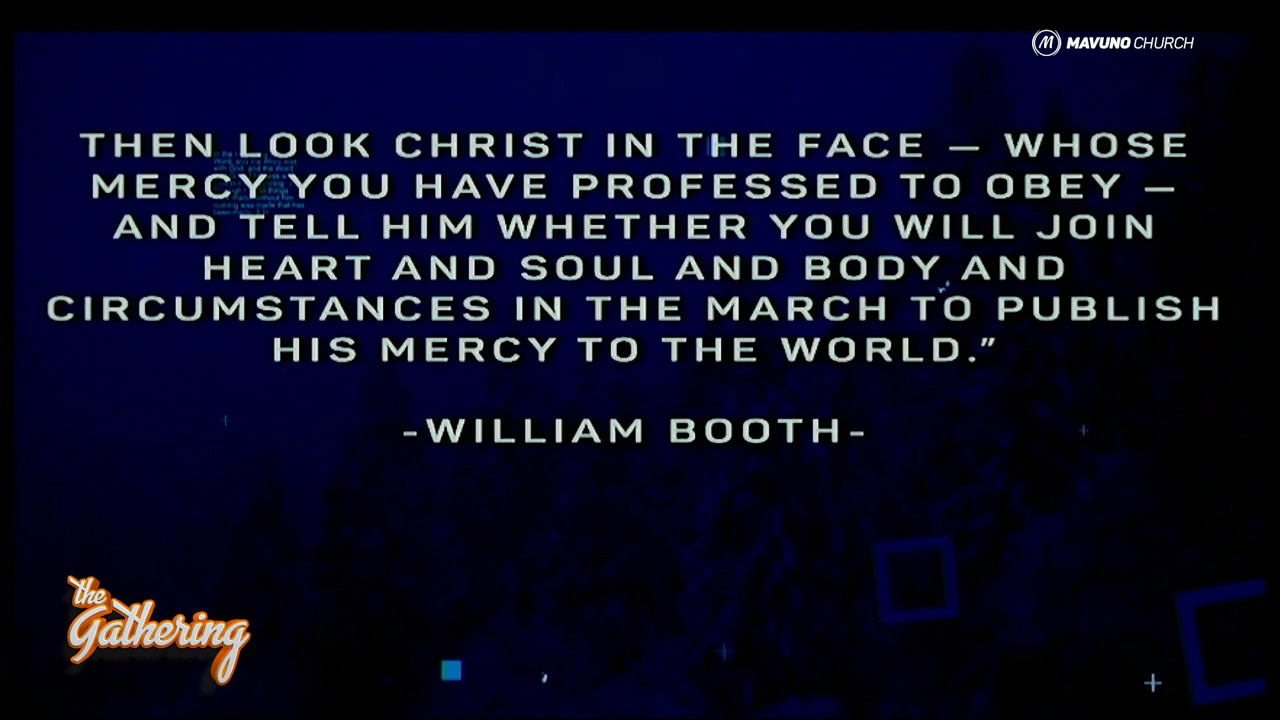 MAVUNO CHURCH
THEN LOOK CHRIST IN THE FACE — WHOSE
MERCY YOU HAVE PROFESSED TO OBEY —
AND TELL HIM WHETHER YOU WILL JOIN
HEART AND SOUL AND BODY AND
CIRCUMSTANCES IN THE MARCH TO PUBLISH
HIS MERCY TO THE WORLD.”
-WILLIAM BOOTH-
the
Gathering